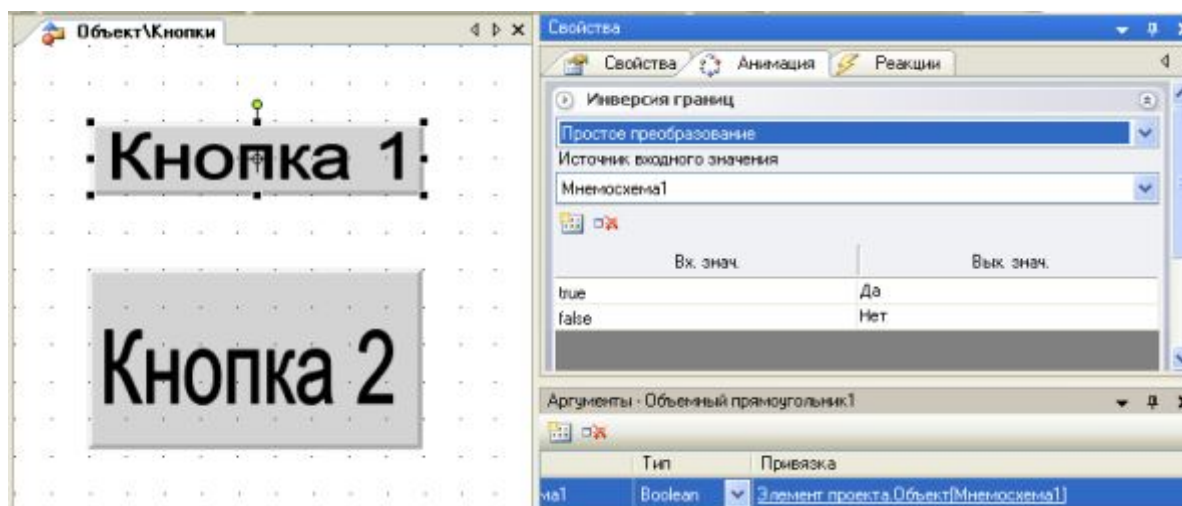 Объект\Кнопки
Кнопка 1
Кнопка 2
Свойства
Свойства Анимация Реакции
Инверсия границ
Простое преобразование
Источник входного значения
Мнемосхема1
Вх. знач. Вых. знач.
true Да
false Нет
Аргументы - Объемный прямоугольник1
Тип Привязка
ма1 Boolean Элемент проекта.Объект[Мнемосхема1]